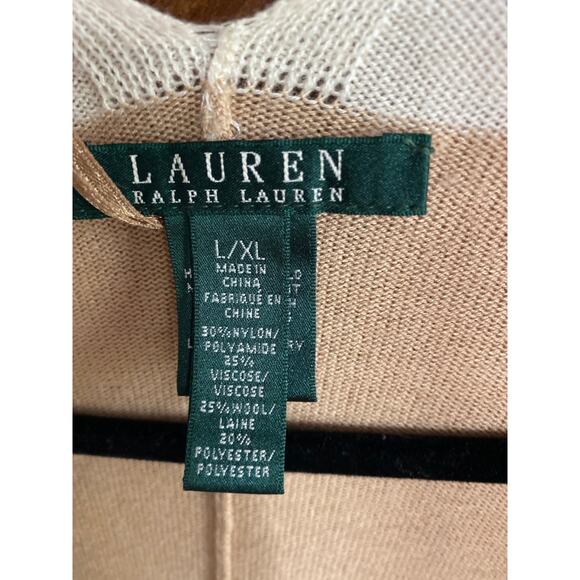 LAUREN
RALPH LAUREN
L/XL
MADE IN
CHINA
FABRIQUÉ EN
CHINE
30%NYLON/
POLYAMIDE
25%
VISCOSE/
VISCOSE
25%WOOL/
LAINE
20%
POLYESTER/
POLYESTER